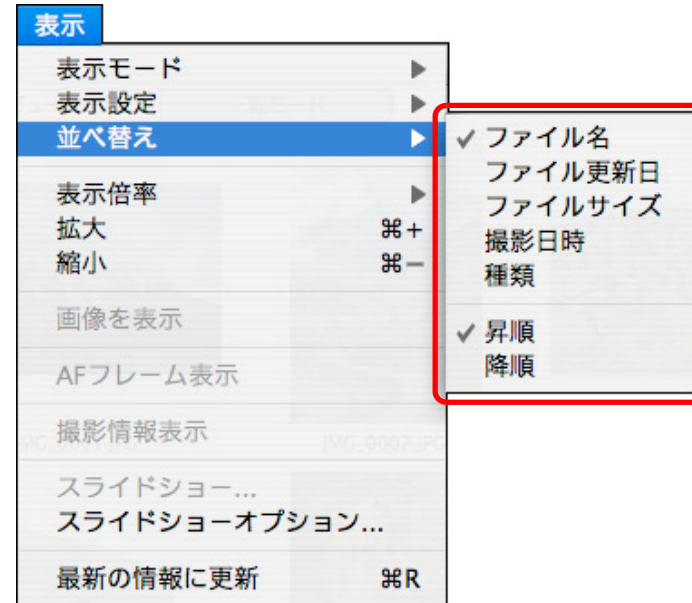 表示
表示モード
表示設定
並べ替え
表示倍率
拡大 ⌘+
縮小 ⌘−
画像を表示
AFフレーム表示
撮影情報表示
スライドショー...
スライドショーオプション...
最新の情報に更新 ⌘R
✓ ファイル名
ファイル更新日
ファイルサイズ
撮影日時
種類
✓ 昇順
降順
IMG_0002.JPG